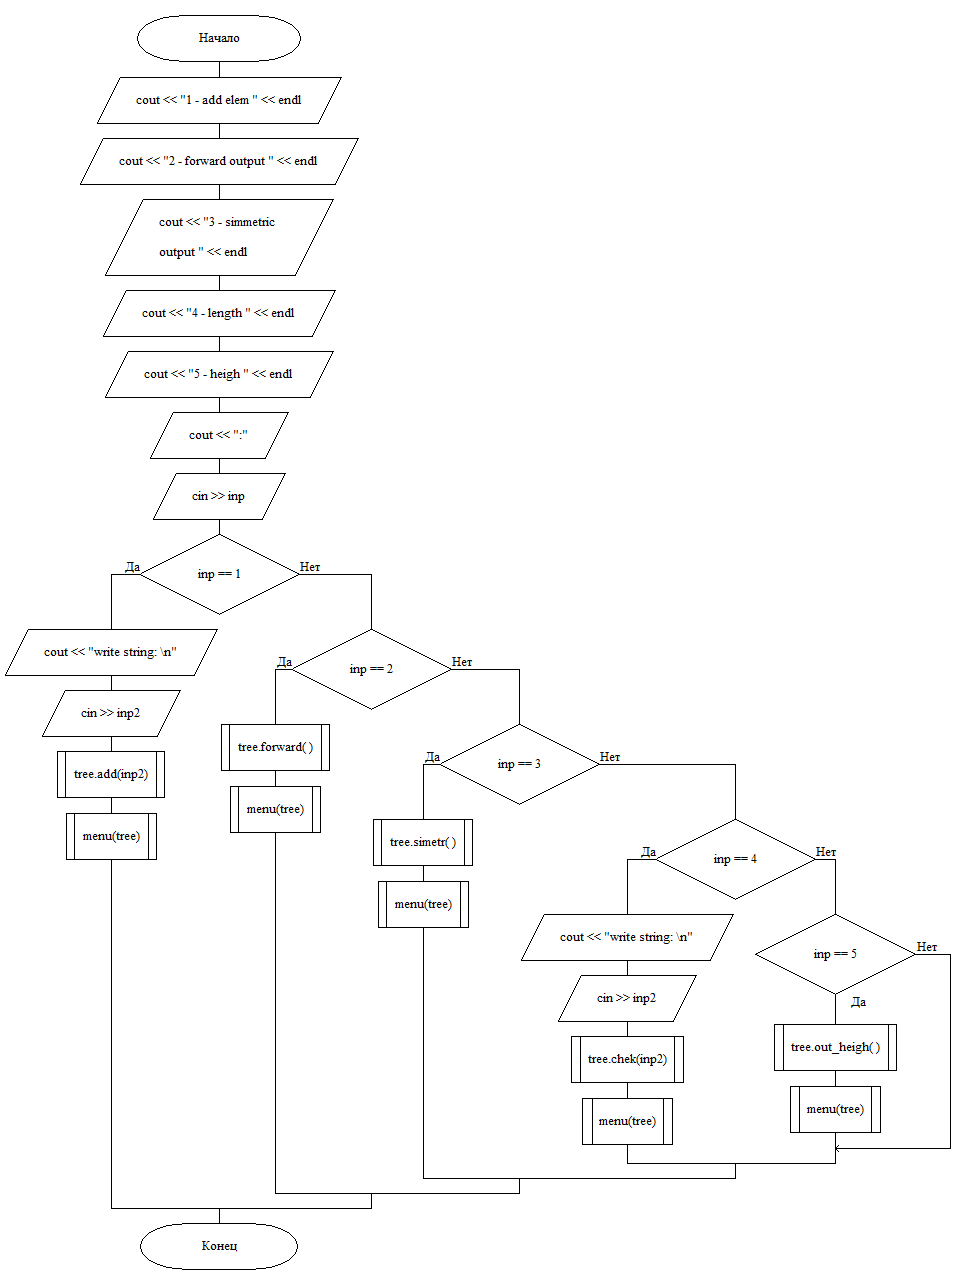 Начало
cout << "1 - add elem " << endl
cout << "2 - forward output " << endl
cout << "3 - simmetric
output " << endl
cout << "4 - length " << endl
cout << "5 - heigh " << endl
cout << ":"
cin >> inp
inp == 1
Да
Нет
cout << "write string: \n"
cin >> inp2
tree.add(inp2)
menu(tree)
inp == 2
Да
Нет
tree.forward( )
menu(tree)
inp == 3
Да
Нет
tree.simetr( )
menu(tree)
inp == 4
Да
Нет
cout << "write string: \n"
cin >> inp2
tree.chek(inp2)
menu(tree)
inp == 5
Нет
Да
tree.out_heigh( )
menu(tree)
Конец